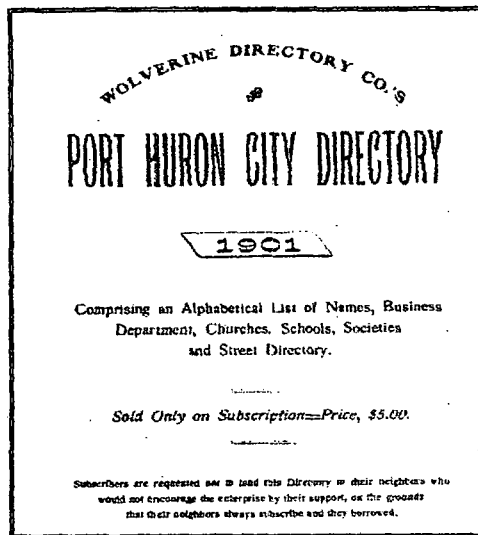 WOLVERINE DIRECTORY CO.'S
PORT HURON CITY DIRECTORY
1901
Comprising an Alphabetical List of Names, Business
Department, Churches, Schools, Societies
and Street Directory.
Sold Only on Subscription=Price, $5.00.
Subscribers are requested not to lend this Directory to their neighbors who
would not encourage the enterprise by their support, on the grounds
that their neighbors always subscribe and they borrowed.